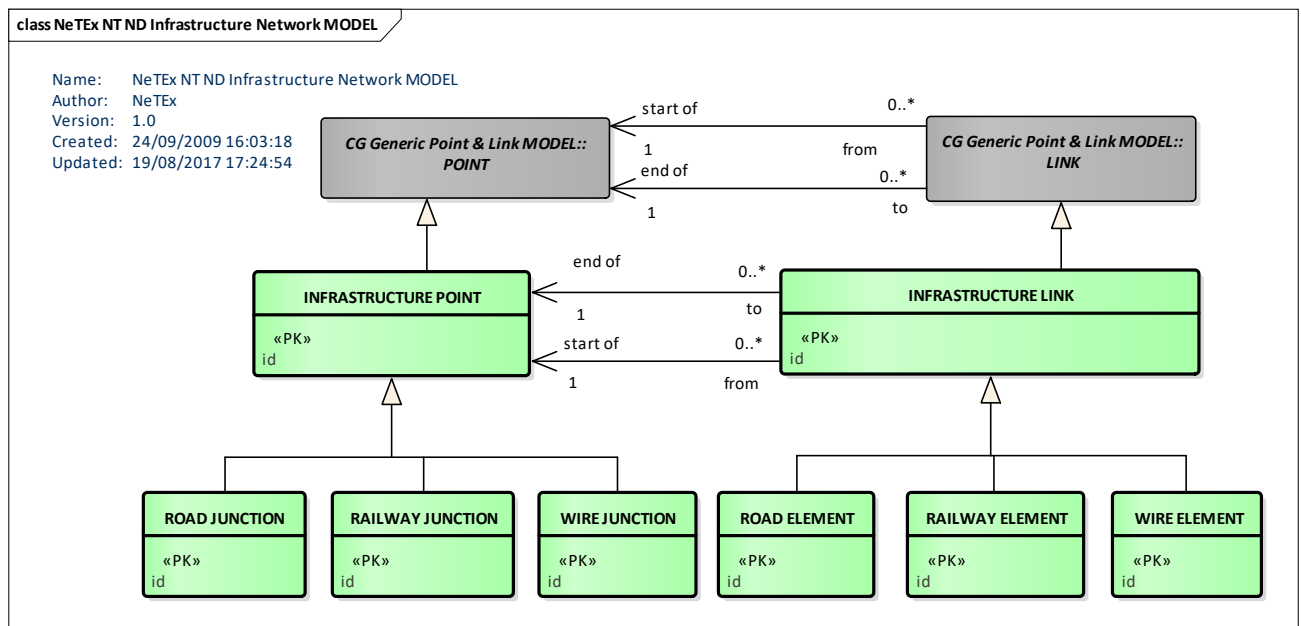 class NeTEx NT ND Infrastructure Network MODEL
Name: NeTEx NT ND Infrastructure Network MODEL
Author: NeTEx
Version: 1.0
Created: 24/09/2009 16:03:18
Updated: 19/08/2017 17:24:54
CG Generic Point & Link MODEL::
POINT
start of
0..*
1
from
end of
0..*
1
to
CG Generic Point & Link MODEL::
LINK
INFRASTRUCTURE POINT
«PK»
id
end of
0..*
1
to
start of
0..*
1
from
INFRASTRUCTURE LINK
«PK»
id
ROAD JUNCTION
«PK»
id
RAILWAY JUNCTION
«PK»
id
WIRE JUNCTION
«PK»
id
ROAD ELEMENT
«PK»
id
RAILWAY ELEMENT
«PK»
id
WIRE ELEMENT
«PK»
id